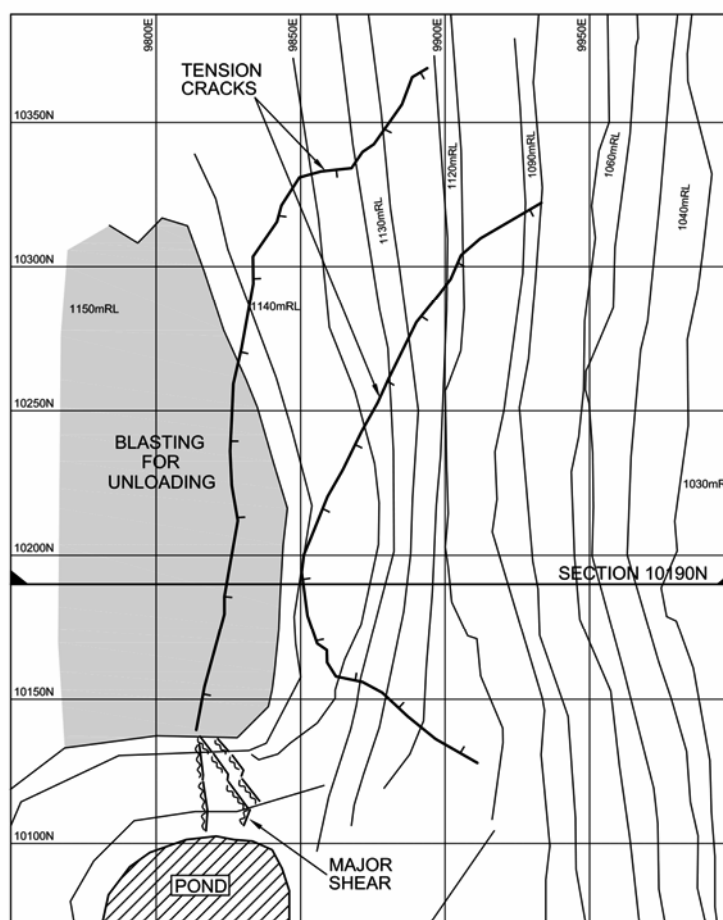 9800E
9850E
9900E
9950E
TENSION
CRACKS
10350N
1120mRL
1090mRL
1060mRL
1130mRL
1040mRL
10300N
1150mRL
1140mRL
10250N
BLASTING
FOR
UNLOADING
1030mRL
10200N
SECTION 10190N
10150N
10100N
MAJOR
SHEAR
POND